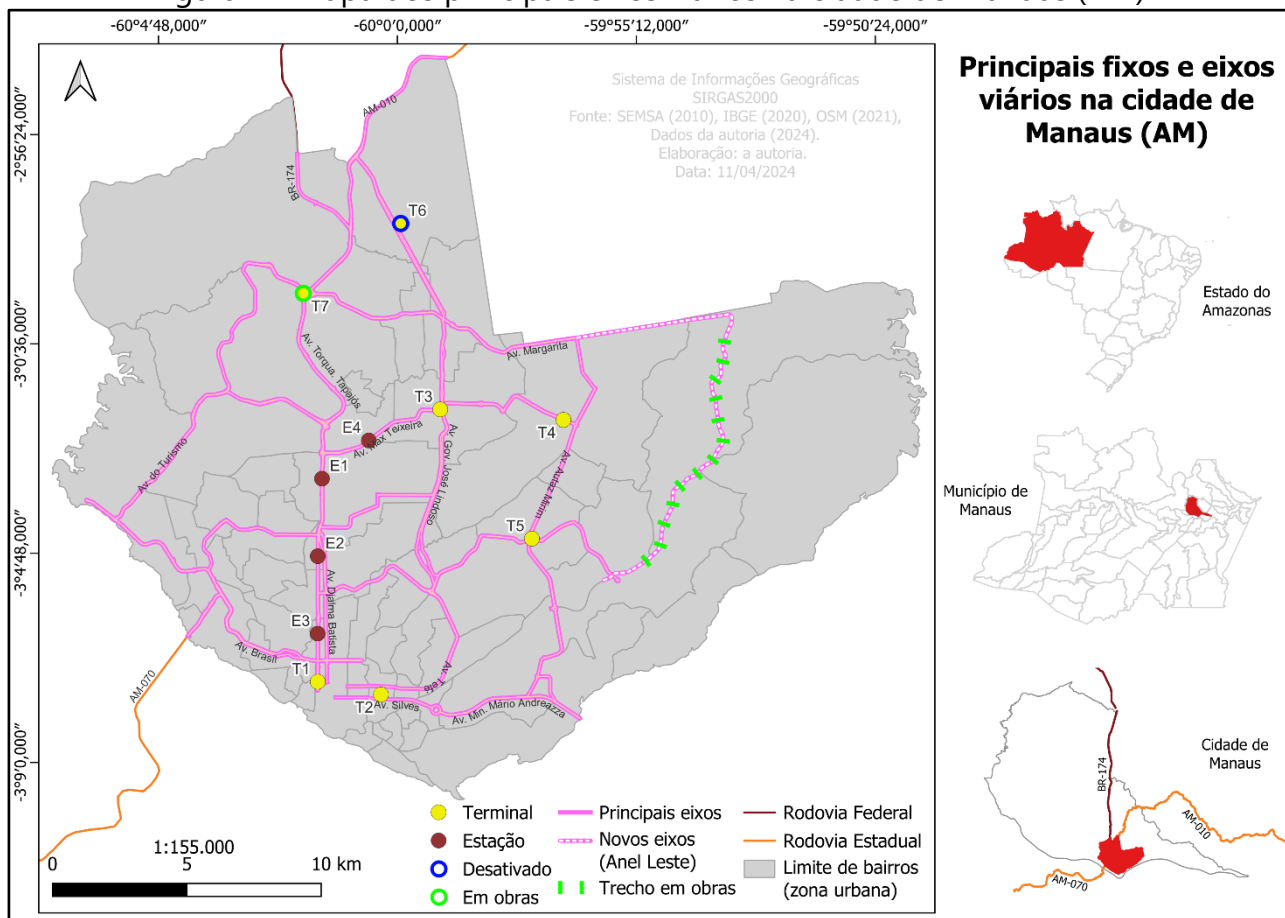 -60°4′48,000″
-60°0′0,000″
-59°55′12,000″
-59°50′24,000″
-2°56′24,000″
-3°0′36,000″
-3°4′48,000″
-3°9′0,000″
Sistema de Informações Geográficas
SIRGAS2000
Fonte: SEMSA (2010), IBGE (2020), OSM (2021),
Dados da autoria (2024).
Elaboração: a autoria.
Data: 11/04/2024
AM-010
BR-174
T6
T7
Av. Torqua. Tapajós
Av. Margarita
T3
T4
E4
Av. Max Teixeira
Av. do Turismo
E1
Av. Gov. José Lindoso
Av. Autaz Mirim
T5
E2
Av. Djalma Batista
E3
Av. Brasil
T1
Av. Tefé
T2
Av. Silves
Av. Min. Mário Andreazza
AM-070
1:155.000
0
5
10 km
Terminal
Estação
Desativado
Em obras
Principais eixos
Novos eixos
(Anel Leste)
Trecho em obras
Rodovia Federal
Rodovia Estadual
Limite de bairros
(zona urbana)
Principais fixos e eixos
viários na cidade de
Manaus (AM)
Estado do
Amazonas
Município de
Manaus
Cidade de
Manaus
BR-174
AM-010
AM-070